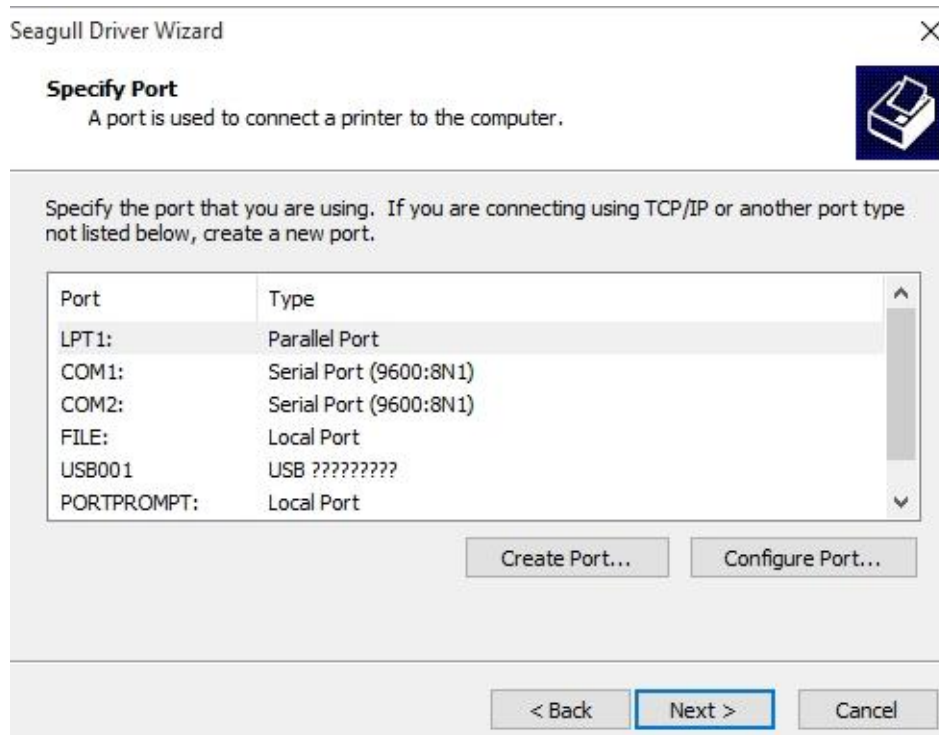 Seagull Driver Wizard
Specify Port
A port is used to connect a printer to the computer.
Specify the port that you are using.  If you are connecting using TCP/IP or another port type
not listed below, create a new port.
Port Type
LPT1: Parallel Port
COM1: Serial Port (9600:8N1)
COM2: Serial Port (9600:8N1)
FILE: Local Port
USB001 USB ?????????
PORTPROMPT: Local Port
Create Port... Configure Port...
< Back Next > Cancel